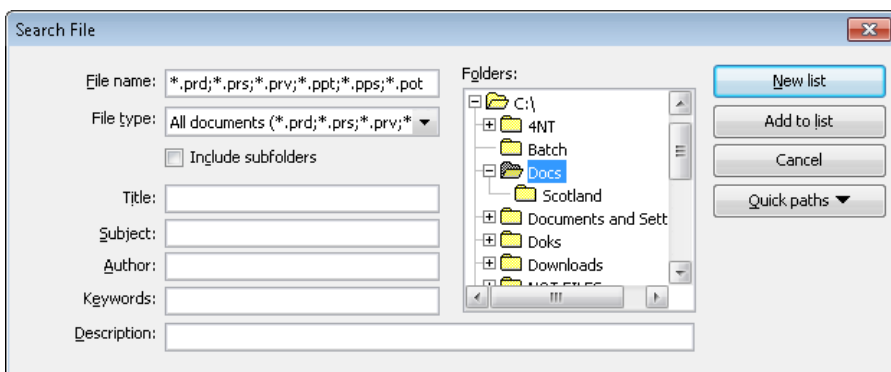 Search File
File name:
*.prd;*.prs;*.prv;*.ppt;*.pps;*.pot
File type:
All documents (*.prd;*.prs;*.prv;*
Include subfolders
Title:
Subject:
Author:
Keywords:
Description:
Folders:
C:\
4NT
Batch
Docs
Scotland
Documents and Sett
Doks
Downloads
New list
Add to list
Cancel
Quick paths